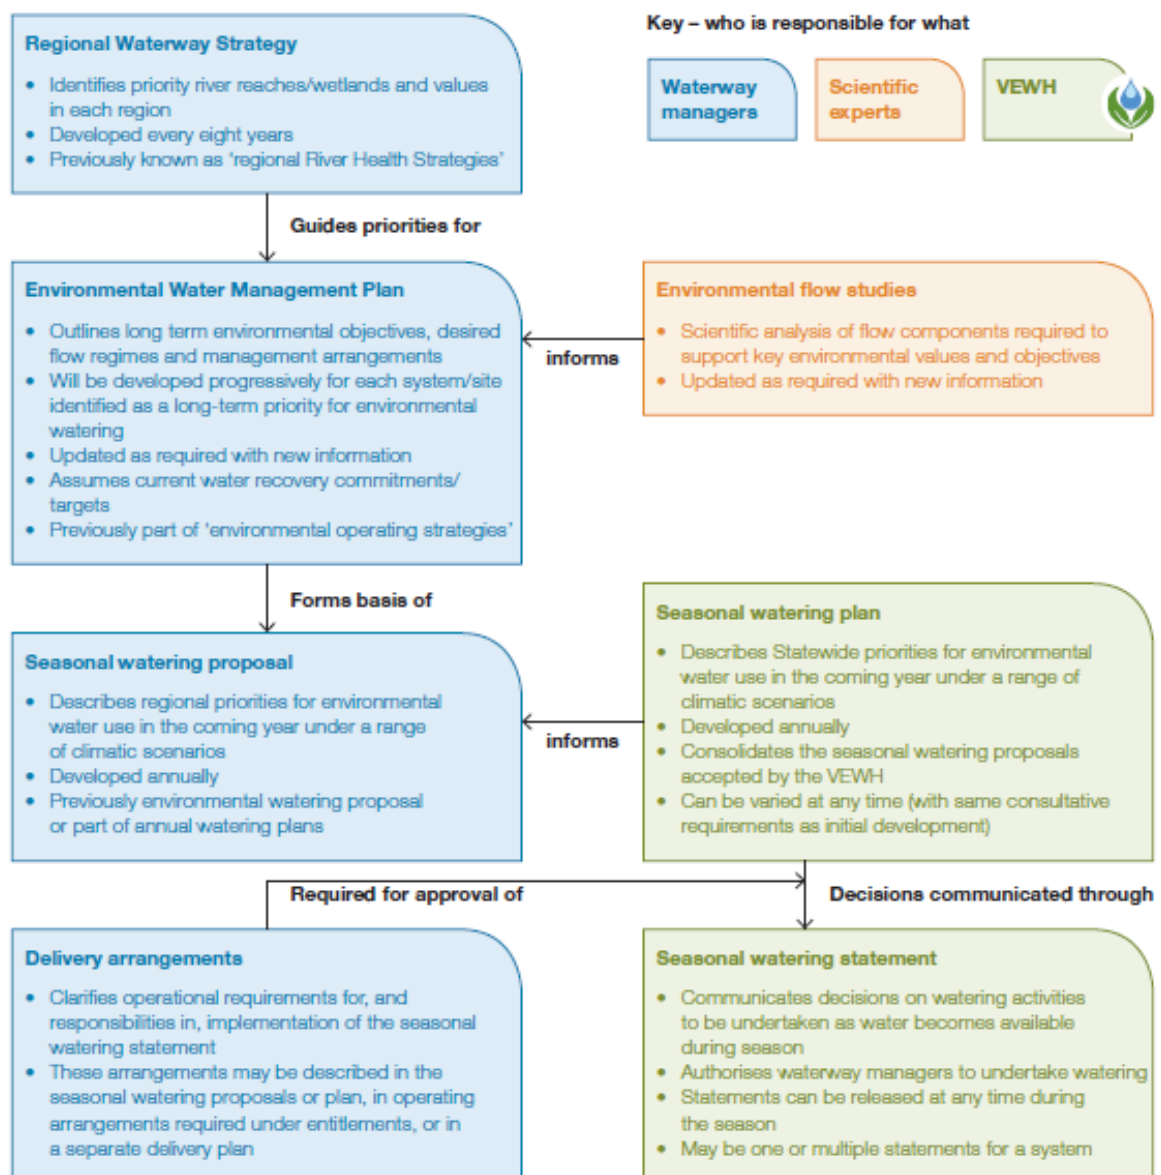 Key – who is responsible for what
Waterway
managers
Scientific
experts
VEWH
Regional Waterway Strategy
• Identifies priority river reaches/wetlands and values
in each region
• Developed every eight years
• Previously known as ‘regional River Health Strategies’
Guides priorities for
Environmental Water Management Plan
• Outlines long term environmental objectives, desired
flow regimes and management arrangements
• Will be developed progressively for each system/site
identified as a long-term priority for environmental
watering
• Updated as required with new information
• Assumes current water recovery commitments/
targets
• Previously part of ‘environmental operating strategies’
informs
Environmental flow studies
• Scientific analysis of flow components required to
support key environmental values and objectives
• Updated as required with new information
Forms basis of
Seasonal watering proposal
• Describes regional priorities for environmental
water use in the coming year under a range
of climatic scenarios
• Developed annually
• Previously environmental watering proposal
or part of annual watering plans
informs
Seasonal watering plan
• Describes Statewide priorities for environmental
water use in the coming year under a range of
climatic scenarios
• Developed annually
• Consolidates the seasonal watering proposals
accepted by the VEWH
• Can be varied at any time (with same consultative
requirements as initial development)
Required for approval of
Decisions communicated through
Delivery arrangements
• Clarifies operational requirements for, and
responsibilities in, implementation of the seasonal
watering statement
• These arrangements may be described in the
seasonal watering proposals or plan, in operating
arrangements required under entitlements, or in
a separate delivery plan
Seasonal watering statement
• Communicates decisions on watering activities
to be undertaken as water becomes available
during season
• Authorises waterway managers to undertake watering
• Statements can be released at any time during
the season
• May be one or multiple statements for a system